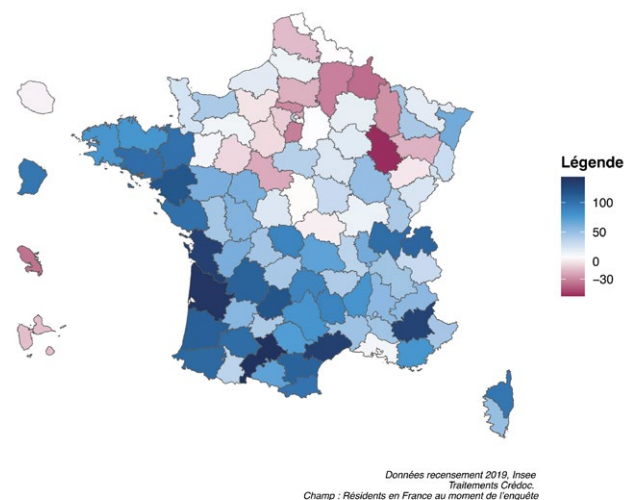 Légende
100
50
0
−30
Données recensement 2019, Insee
Traitements Crédoc.
Champ : Résidents en France au moment de l'enquête